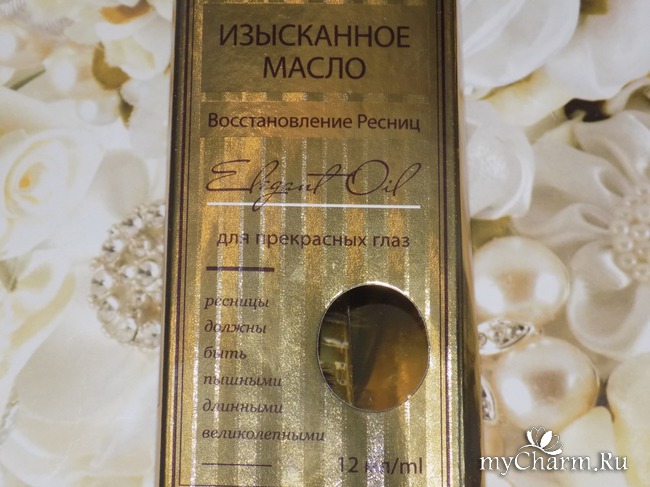 ИЗЫСКАННОЕ
МАСЛО
Восстановление Ресниц
Elegant Oil
для прекрасных глаз
ресницы
должны
быть
пышными
длинными
великолепными
12 мл/ml
myCharm.Ru